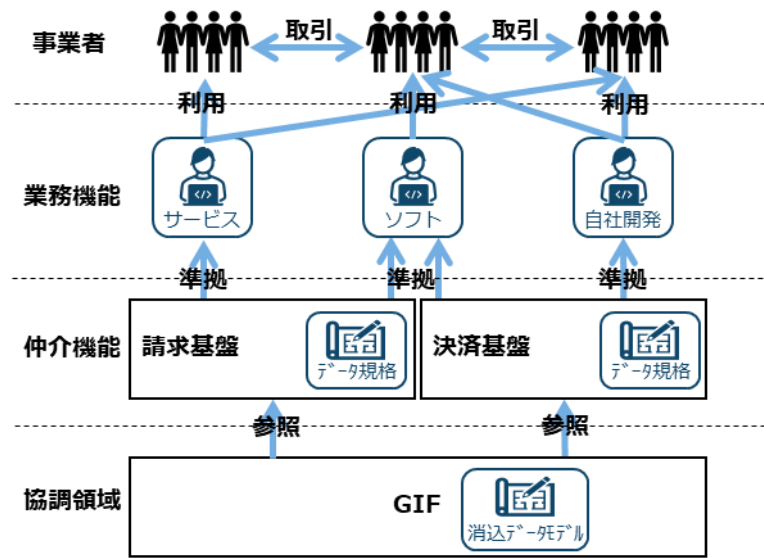 事業者
取引
取引
利用
利用
利用
業務機能
</>
サービス
</>
ソフト
</>
自社開発
準拠
準拠
準拠
仲介機能
請求基盤
ﾃﾞｰﾀ規格
決済基盤
ﾃﾞｰﾀ規格
参照
参照
協調領域
GIF
消込ﾃﾞｰﾀﾓﾃﾞﾙ